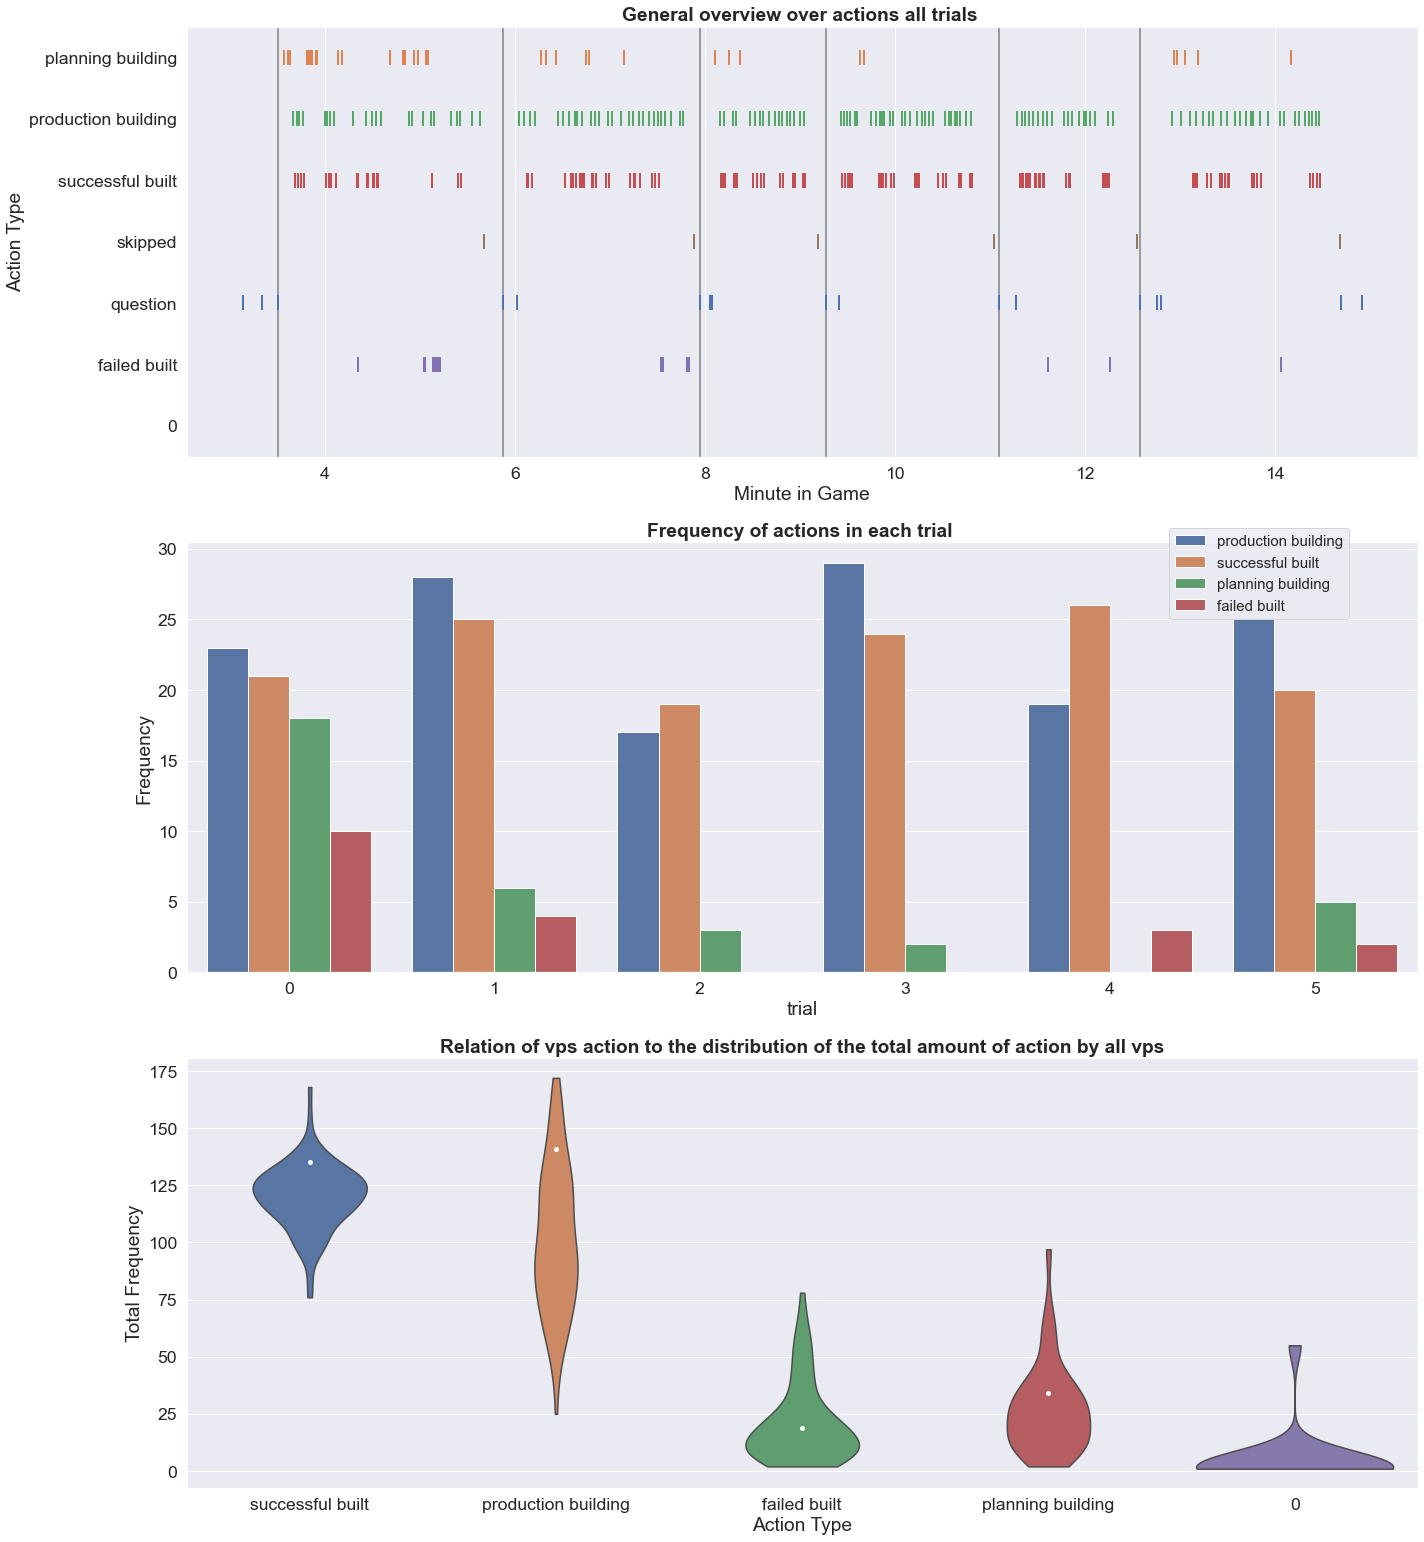 General overview over actions all trials
planning building
production building
successful built
skipped
question
failed built
0
Action Type
4 6 8 10 12 14
Minute in Game
Frequency of actions in each trial
production building
successful built
planning building
failed built
30
25
20
15
10
5
0
Frequency
0 1 2 3 4 5
trial
Relation of vps action to the distribution of the total amount of action by all vps
175
150
125
100
75
50
25
0
Total Frequency
successful built production building failed built planning building 0
Action Type